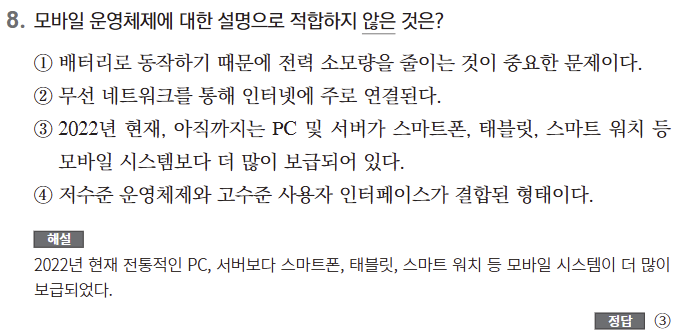 8. 모바일 운영체제에 대한 설명으로 적합하지 않은 것은?
① 배터리로 동작하기 때문에 전력 소모량을 줄이는 것이 중요한 문제이다.
② 무선 네트워크를 통해 인터넷에 주로 연결된다.
③ 2022년 현재, 아직까지는 PC 및 서버가 스마트폰, 태블릿, 스마트 워치 등
모바일 시스템보다 더 많이 보급되어 있다.
④ 저수준 운영체제와 고수준 사용자 인터페이스가 결합된 형태이다.
해설
2022년 현재 전통적인 PC, 서버보다 스마트폰, 태블릿, 스마트 워치 등 모바일 시스템이 더 많이
보급되었다.
정답 ③